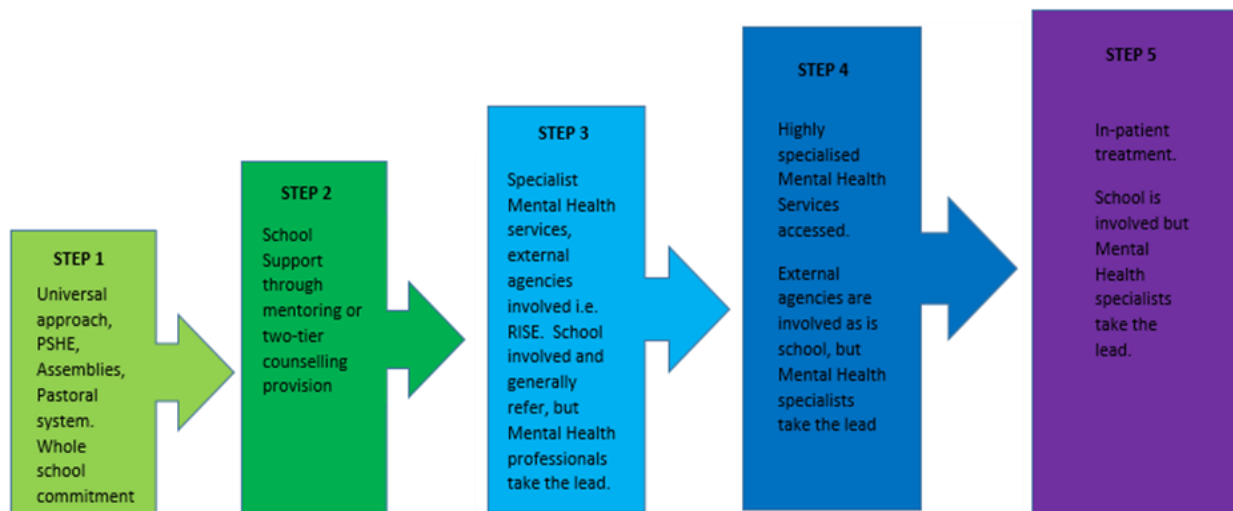 STEP 1
Universal
approach,
PSHE,
Assemblies,
Pastoral
system.
Whole
school
commitment
STEP 2
School
Support
through
mentoring or
two-tier
counselling
provision
STEP 3
Specialist
Mental Health
services,
external
agencies
involved i.e.
RISE. School
involved and
generally
refer, but
Mental Health
professionals
take the lead.
STEP 4
Highly
specialised
Mental Health
Services
accessed.
External
agencies are
involved as is
school, but
Mental Health
specialists
take the lead
STEP 5
In-patient
treatment.
School is
involved but
Mental
Health
specialists
take the
lead.